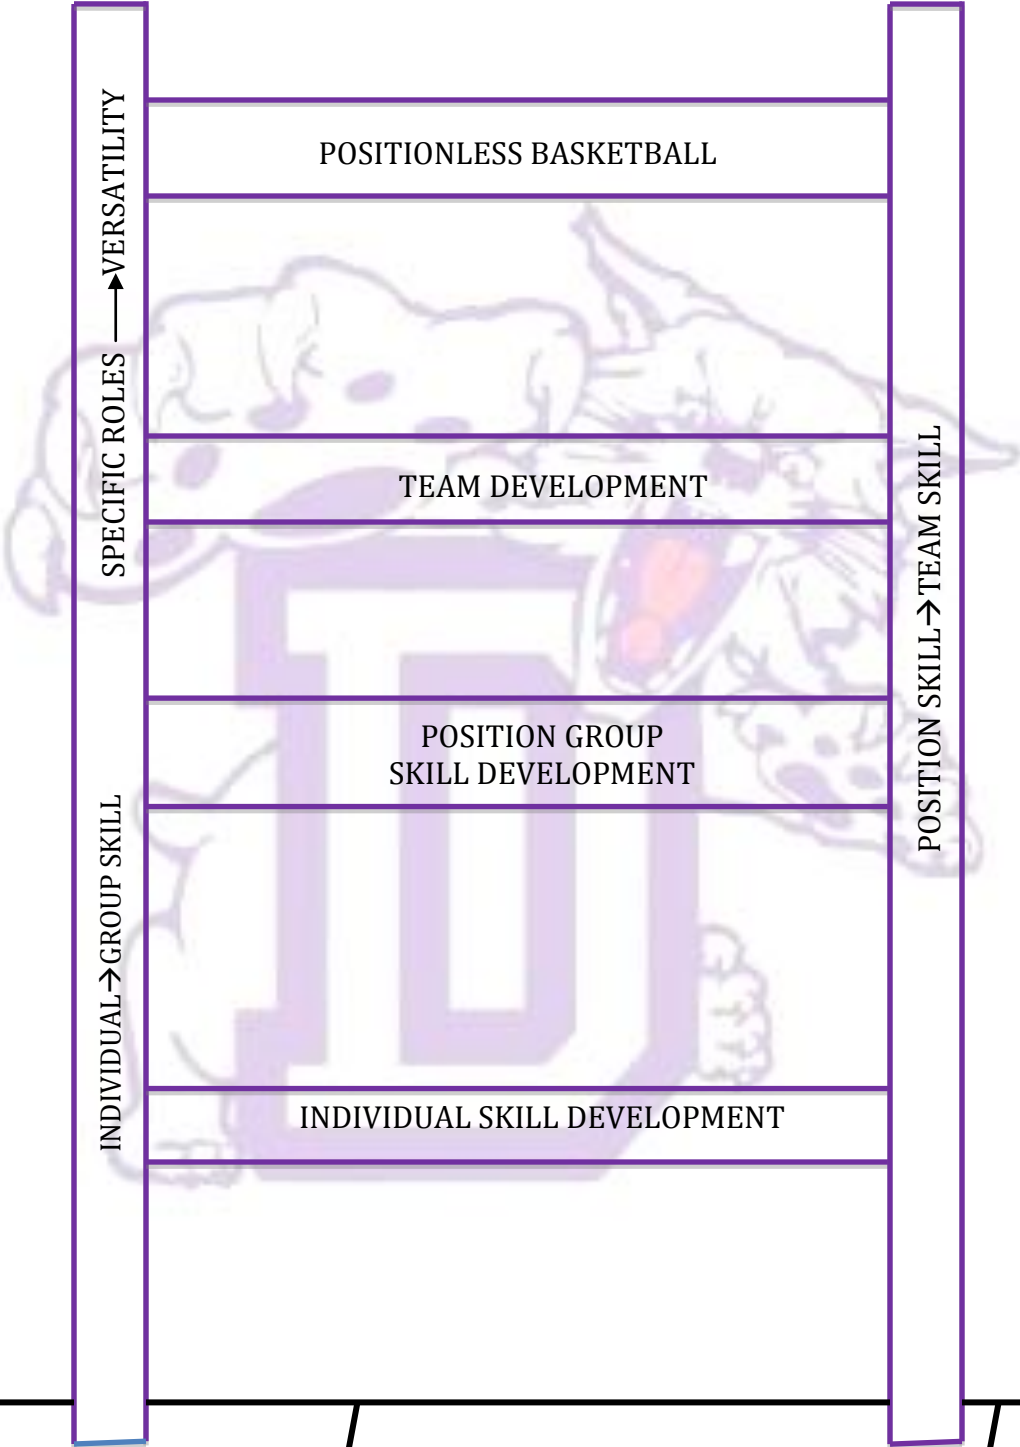 POSITIONLESS BASKETBALL
SPECIFIC ROLES → VERSATILITY
TEAM DEVELOPMENT
POSITION SKILL→TEAM SKILL
POSITION GROUP
SKILL DEVELOPMENT
INDIVIDUAL→GROUP SKILL
INDIVIDUAL SKILL DEVELOPMENT
D